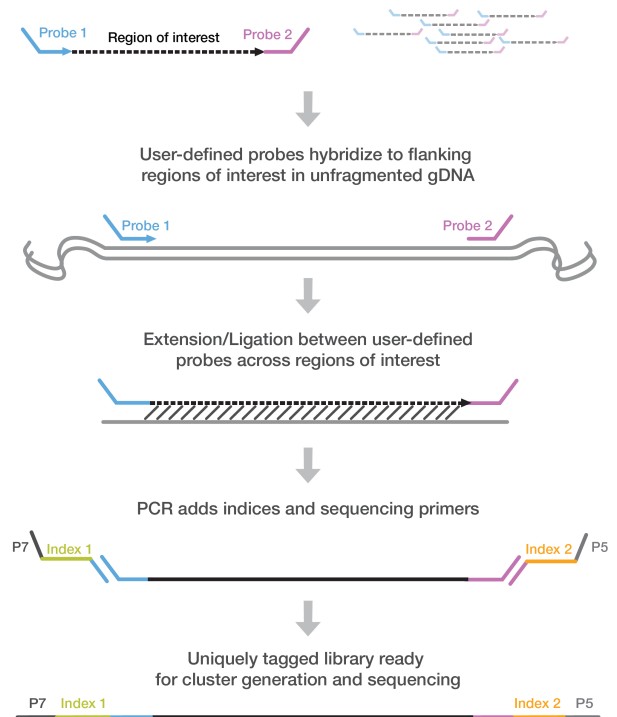 Probe 1
Region of interest
Probe 2
User-defined probes hybridize to flanking
regions of interest in unfragmented gDNA
Probe 1
Probe 2
Extension/Ligation between user-defined
probes across regions of interest
PCR adds indices and sequencing primers
P7
Index 1
Index 2
P5
Uniquely tagged library ready
for cluster generation and sequencing
P7
Index 1
Index 2
P5